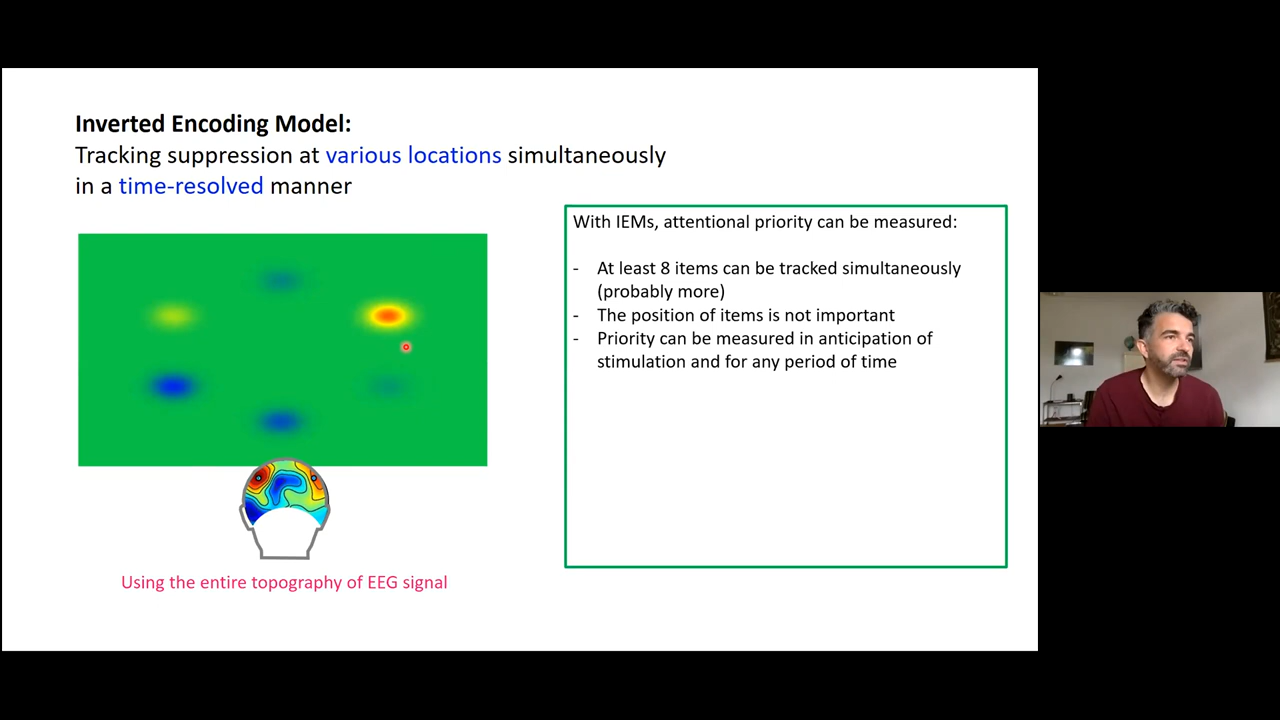 Inverted Encoding Model:
Tracking suppression at various locations simultaneously
in a time-resolved manner
With IEMs, attentional priority can be measured:
- At least 8 items can be tracked simultaneously
(probably more)
- The position of items is not important
- Priority can be measured in anticipation of
stimulation and for any period of time
Using the entire topography of EEG signal